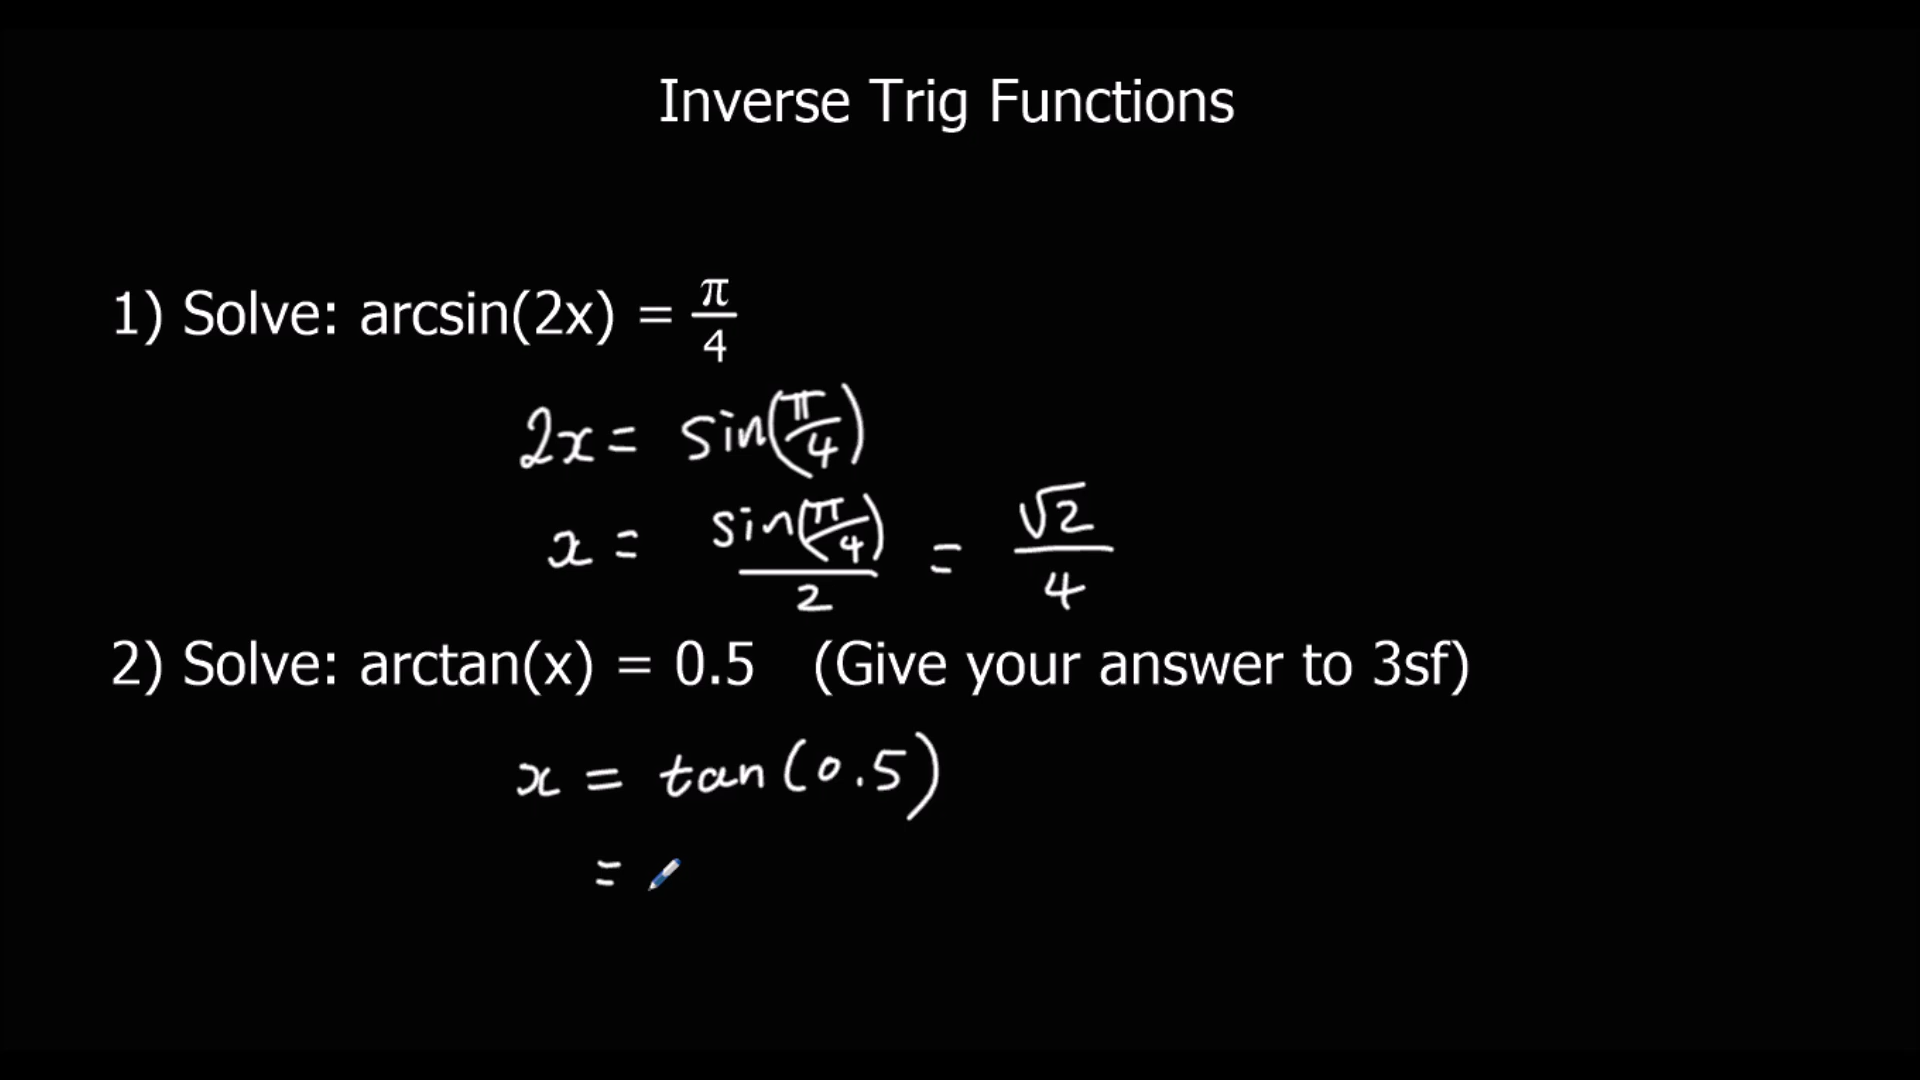 Inverse Trig Functions
1) Solve: arcsin(2x) = π/4
2x = sin(π/4)
x = sin(π/4)/2 = √2/4
2) Solve: arctan(x) = 0.5 (Give your answer to 3sf)
x = tan(0.5)
=